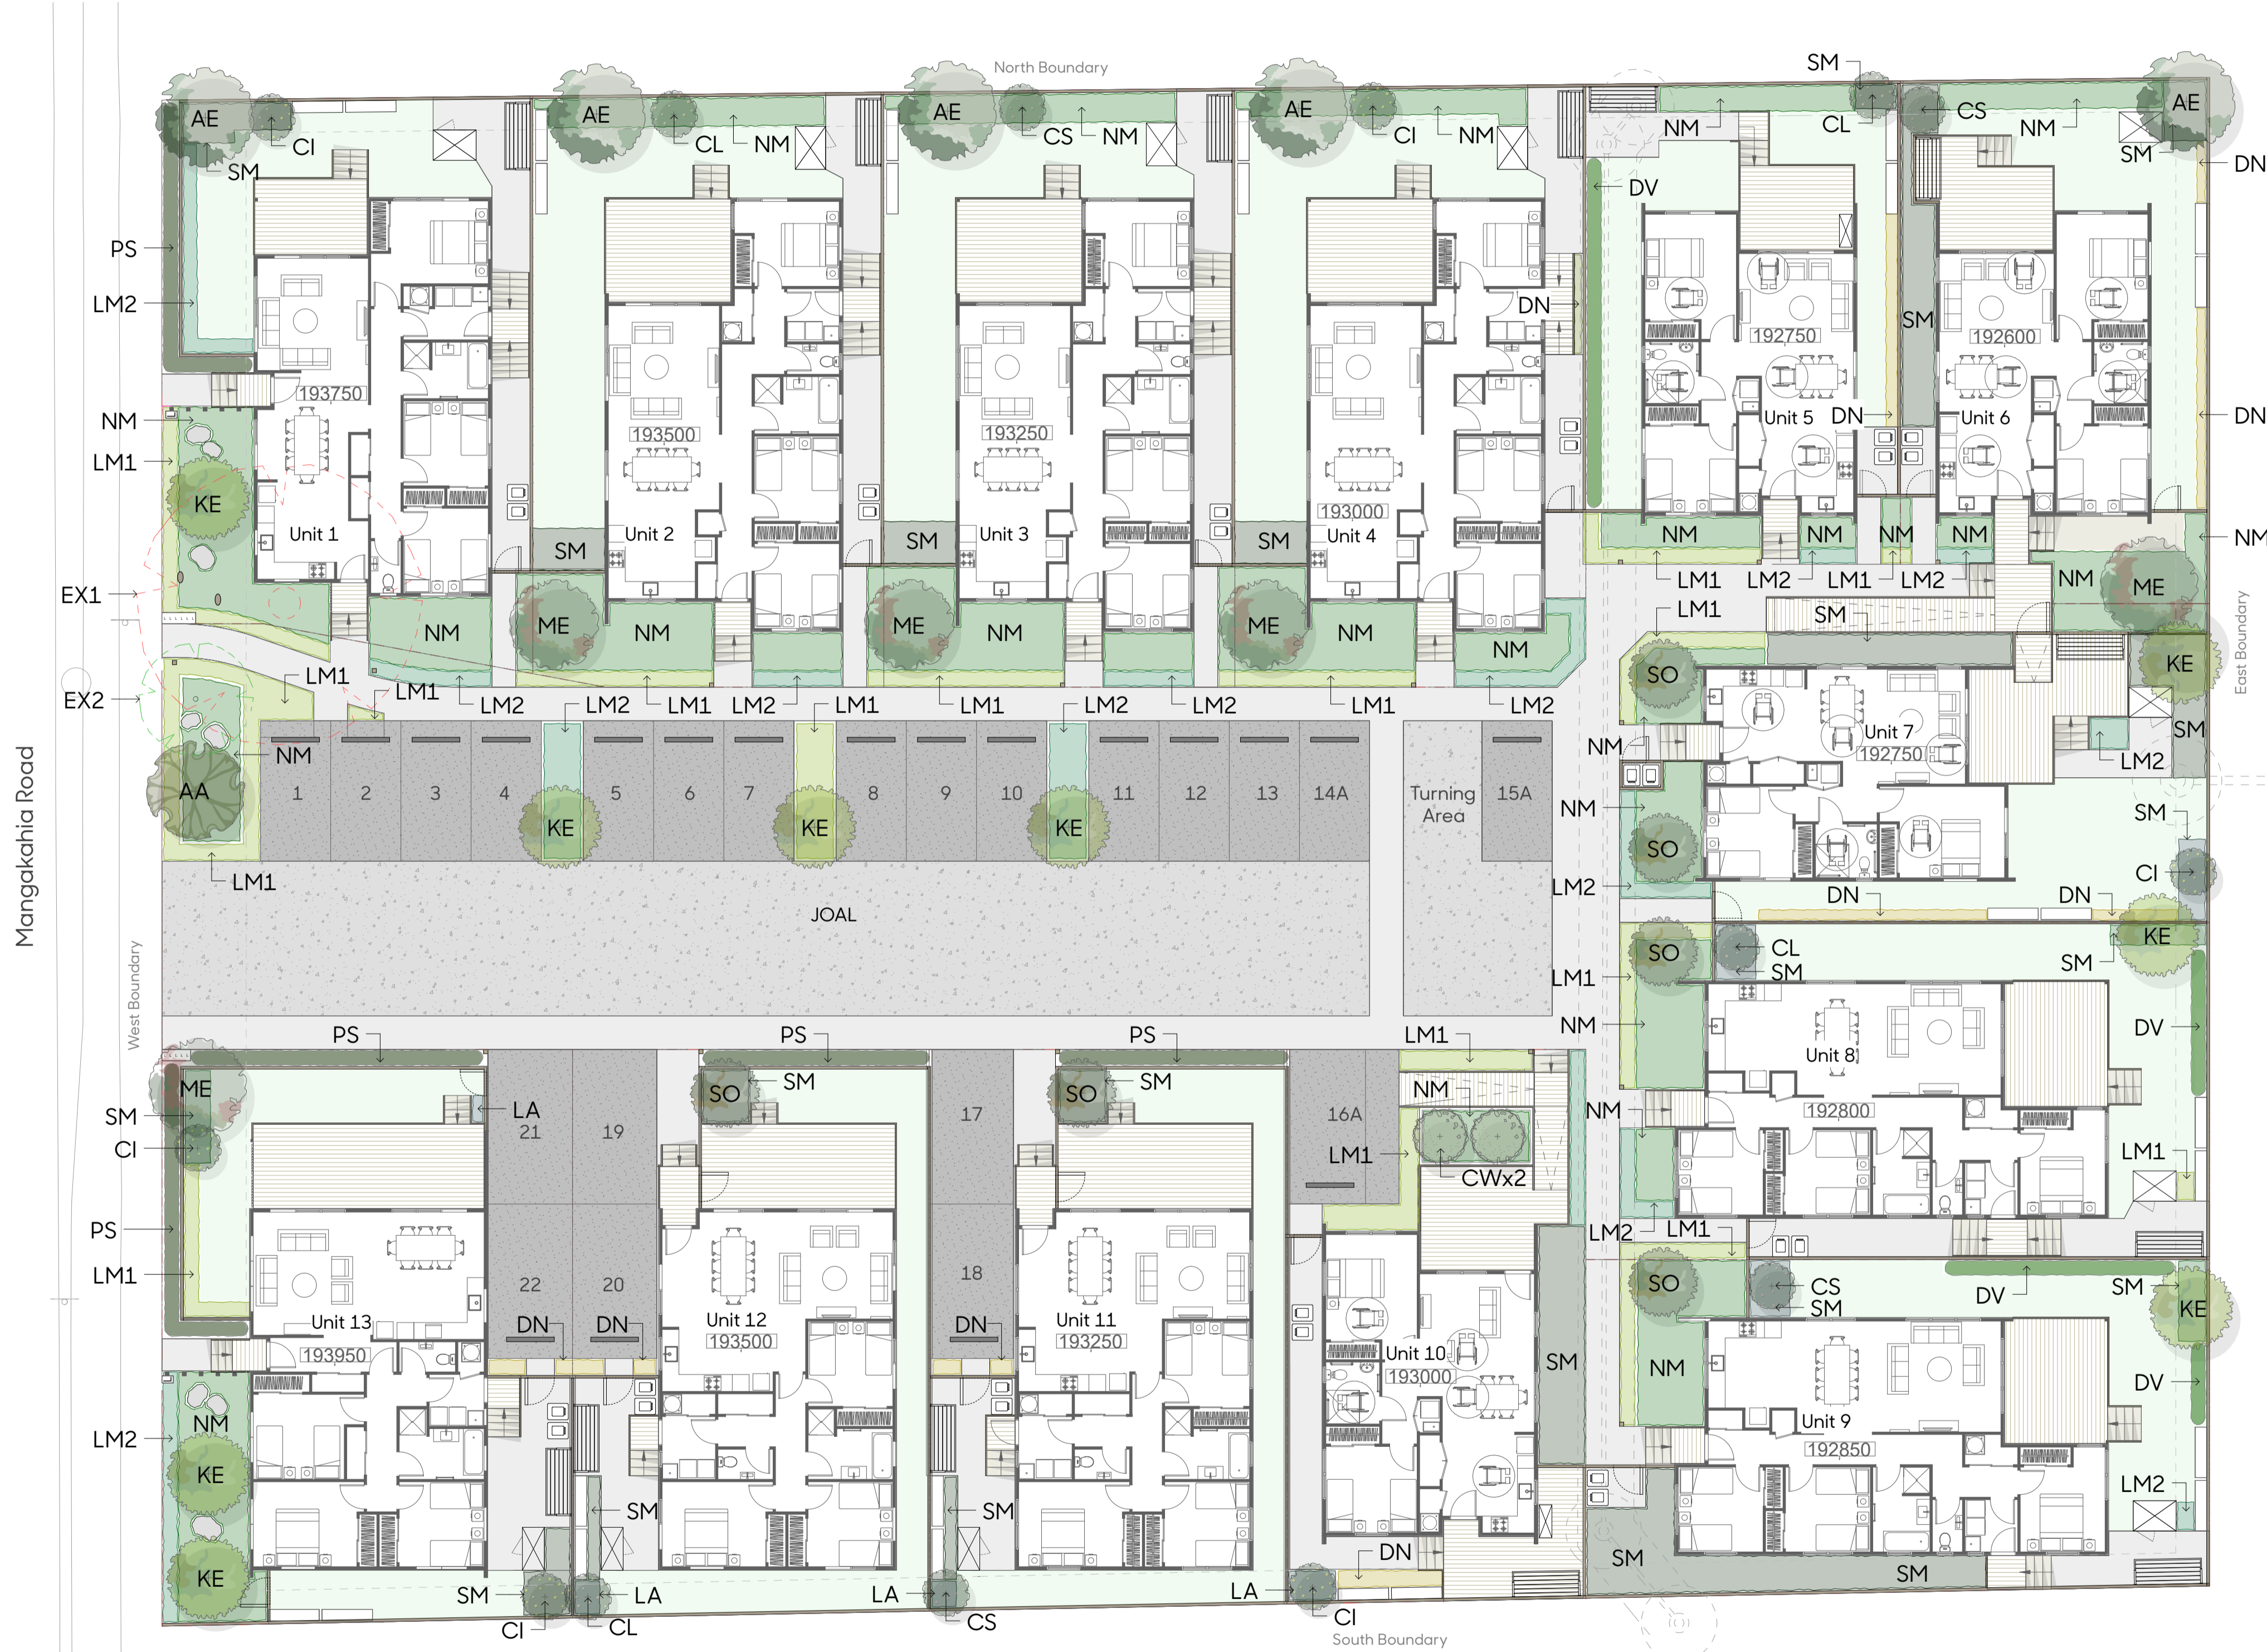 North Boundary
SM
AE
CI
AE
CL
NM
AE
CS
NM
AE
CI
NM
NM
CL
CS
NM
AE
SM
DN
SM
DV
PS
LM2
DN
SM
193750
193500
193250
193000
192750
192600
Unit 5
DN
Unit 6
DN
NM
LM1
KE
Unit 1
Unit 2
Unit 3
Unit 4
SM
SM
SM
NM
NM
NM
NM
NM
LM1
LM2
LM1
LM2
NM
ME
EX1
NM
ME
NM
ME
NM
ME
NM
NM
LM1
SM
East Boundary
EX2
LM1
LM1
LM2
LM2
LM1
LM2
LM1
LM1
LM2
LM2
LM1
LM2
SO
KE
Unit 7
192750
SM
LM2
NM
NM
AA
1
2
3
4
5
6
7
8
9
10
11
12
13
14A
Turning
Area
15A
NM
KE
KE
KE
SO
SM
CI
LM1
LM2
DN
DN
Mangakahia Road
JOAL
SO
CL
SM
KE
SM
LM1
West Boundary
NM
DV
PS
PS
PS
LM1
Unit 8
192800
ME
SM
CI
LA
21
19
SO
SM
17
SO
SM
16A
NM
LM1
CWx2
NM
LM1
PS
LM1
LM2
LM1
22
20
18
SO
CS
SM
DV
SM
KE
Unit 13
193950
DN
DN
Unit 12
193500
DN
Unit 11
193250
Unit 10
193000
SM
NM
DV
Unit 9
192850
LM2
NM
KE
SM
SM
LM2
KE
SM
CI
CL
LA
LA
CS
LA
CI
DN
SM
SM
South Boundary